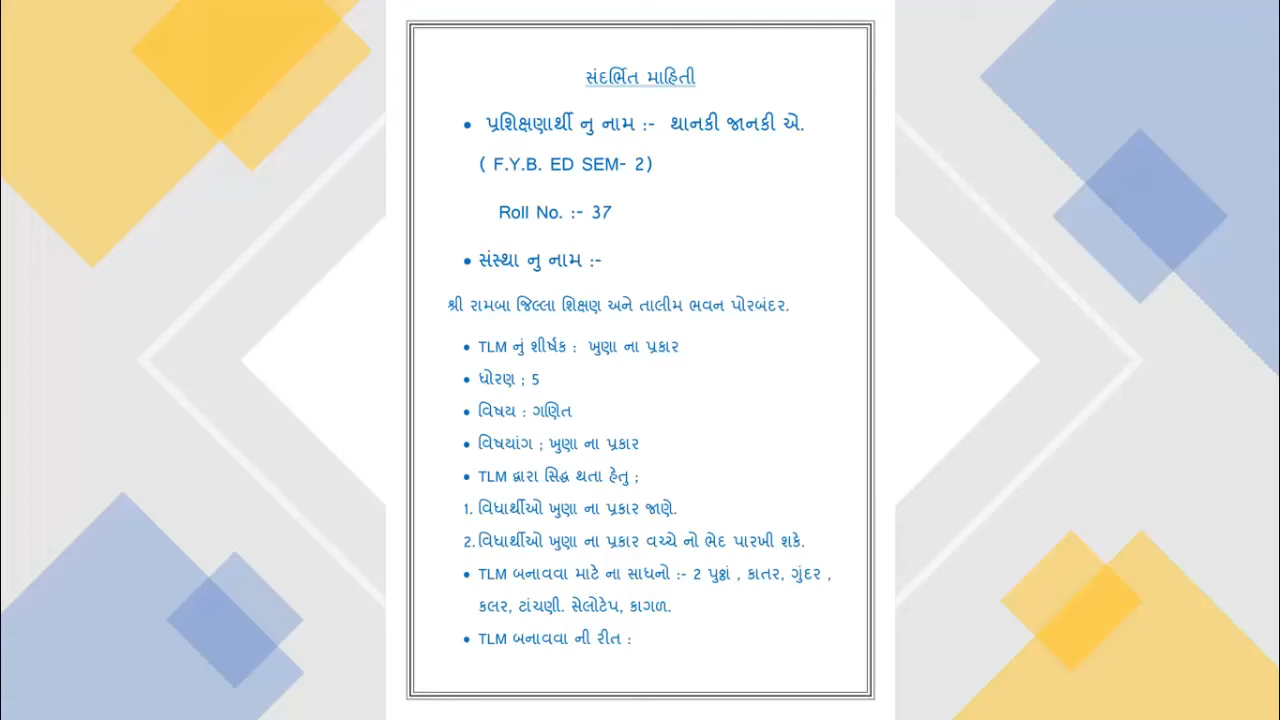 સંદર્ભિત માહિતી
• પ્રશિક્ષણાર્થી નુ નામ :- થાનકી જાનકી એ.
( F.Y.B. ED SEM- 2)
Roll No. :- 37
• સંસ્થા નુ નામ :-
શ્રી રામબા જિલ્લા શિક્ષણ અને તાલીમ ભવન પોરબંદર.
• TLM નું શીર્ષક : ખુણા ના પ્રકાર
• ધોરણ ; 5
• વિષય : ગણિત
• વિષયાંગ ; ખુણા ના પ્રકાર
• TLM દ્વારા સિદ્ધ થતા હેતુ ;
1. વિધાર્થીઓ ખુણા ના પ્રકાર જાણે.
2. વિધાર્થીઓ ખુણા ના પ્રકાર વચ્ચે નો ભેદ પારખી શકે.
• TLM બનાવવા માટે ના સાધનો :- 2 પુઠ્ઠાં , કાતર, ગુંદર ,
કલર, ટાંચણી. સેલોટેપ, કાગળ.
• TLM બનાવવા ની રીત :